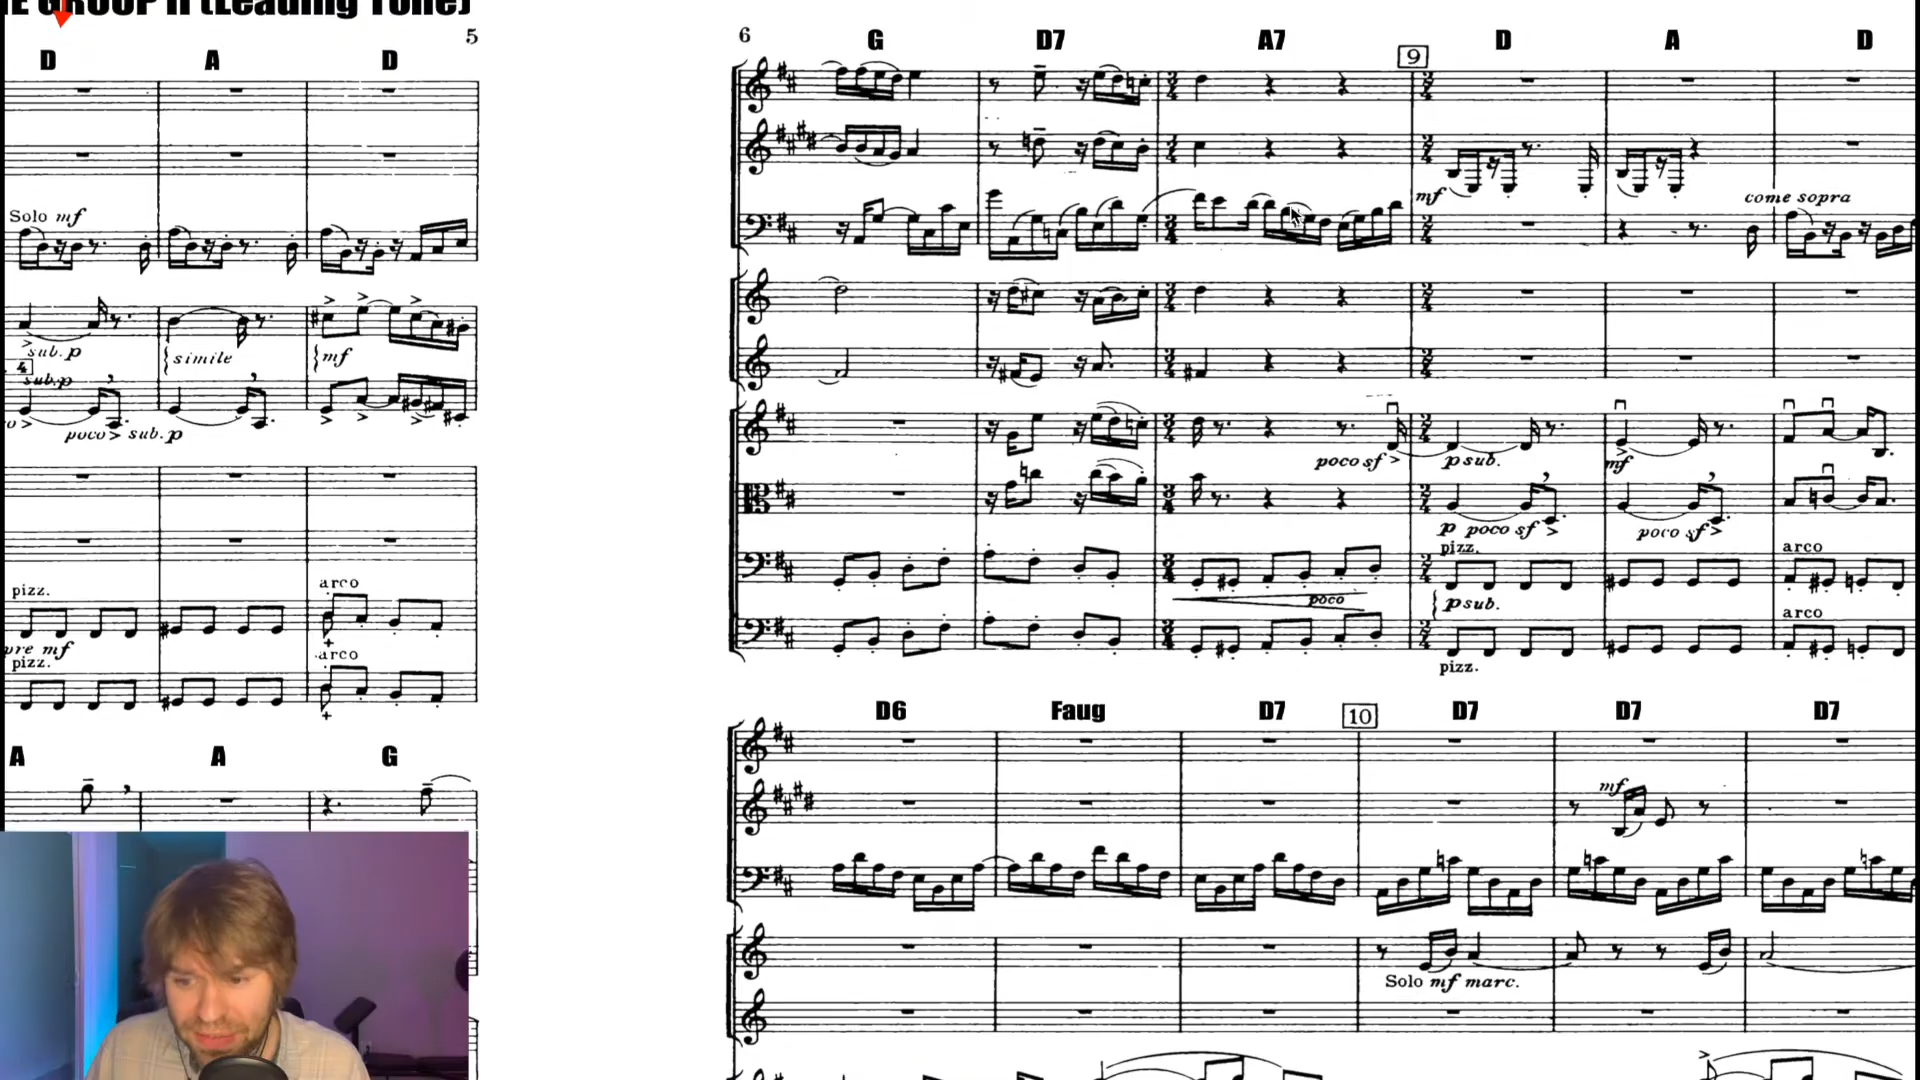 GROUP II (Leading Tone)
5
D A D
Solo mf
sub. p
simile
mf
4
sub. p
poco sub. p
pizz.
arco
pre mf
pizz.
arco
A A G
6
G D7 A7 9 D A D
mf
come sopra
poco sf
p sub.
mf
p poco sf
poco sf
pizz.
arco
poco
p sub.
arco
pizz.
D6 Faug D7 10 D7 D7 D7
mf
Solo mf marc.